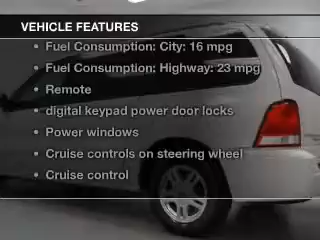 VEHICLE FEATURES
• Fuel Consumption: City: 16 mpg
• Fuel Consumption: Highway: 23 mpg
• Remote
• digital keypad power door locks
• Power windows
• Cruise controls on steering wheel
• Cruise control